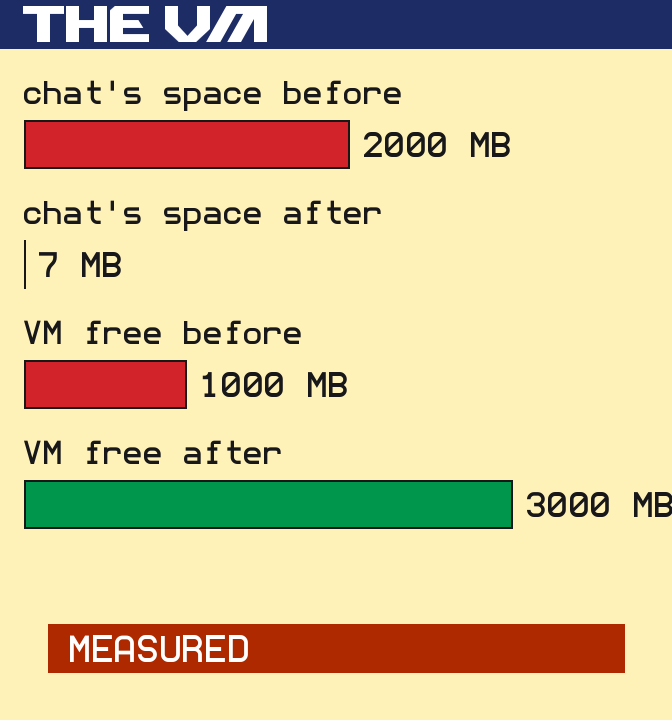 THE VM
chat's space before
2000 MB
chat's space after
7 MB
VM free before
1000 MB
VM free after
3000 MB
MEASURED